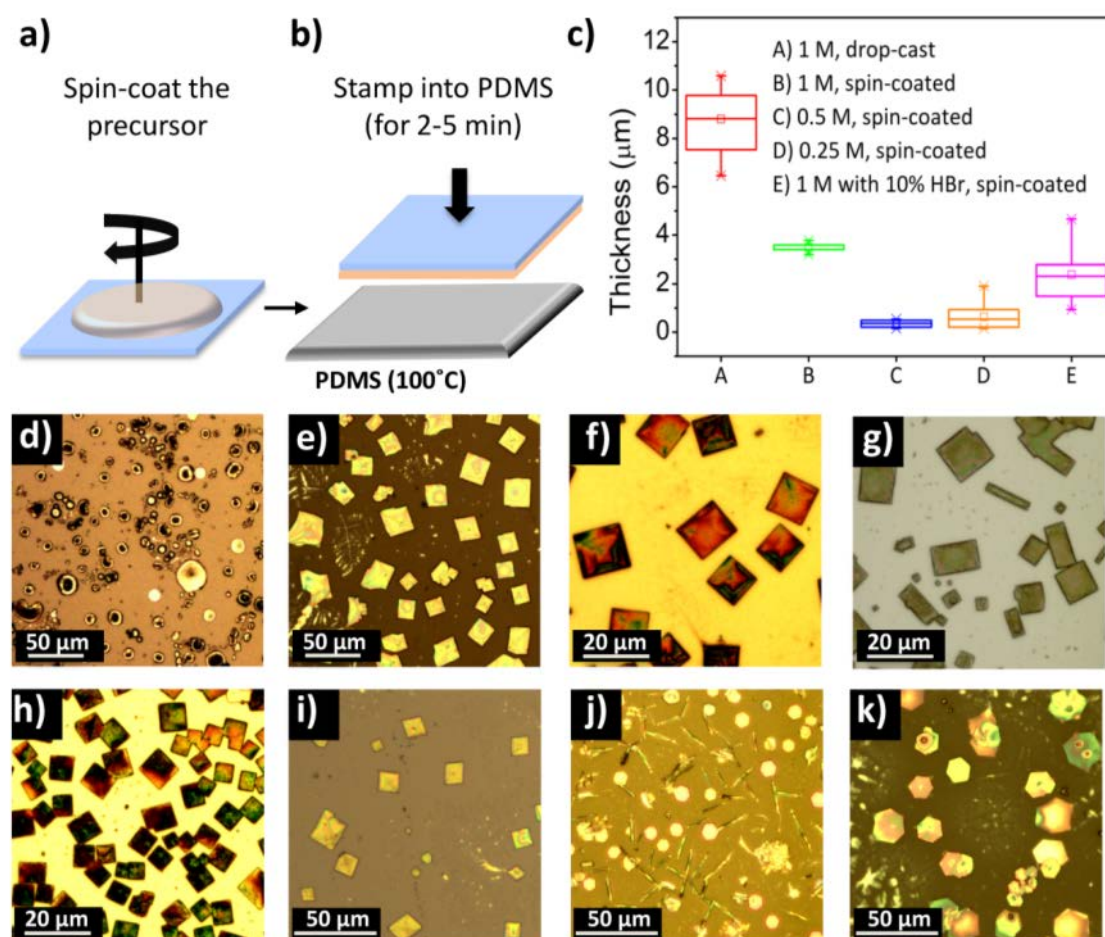 a)
Spin-coat the
precursor
b)
Stamp into PDMS
(for 2-5 min)
PDMS (100˚C)
c)
Thickness (μm)
12
10
8
6
4
2
0
A) 1 M, drop-cast
B) 1 M, spin-coated
C) 0.5 M, spin-coated
D) 0.25 M, spin-coated
E) 1 M with 10% HBr, spin-coated
A B C D E
d)
50 μm
e)
50 μm
f)
20 μm
g)
20 μm
h)
20 μm
i)
50 μm
j)
50 μm
k)
50 μm